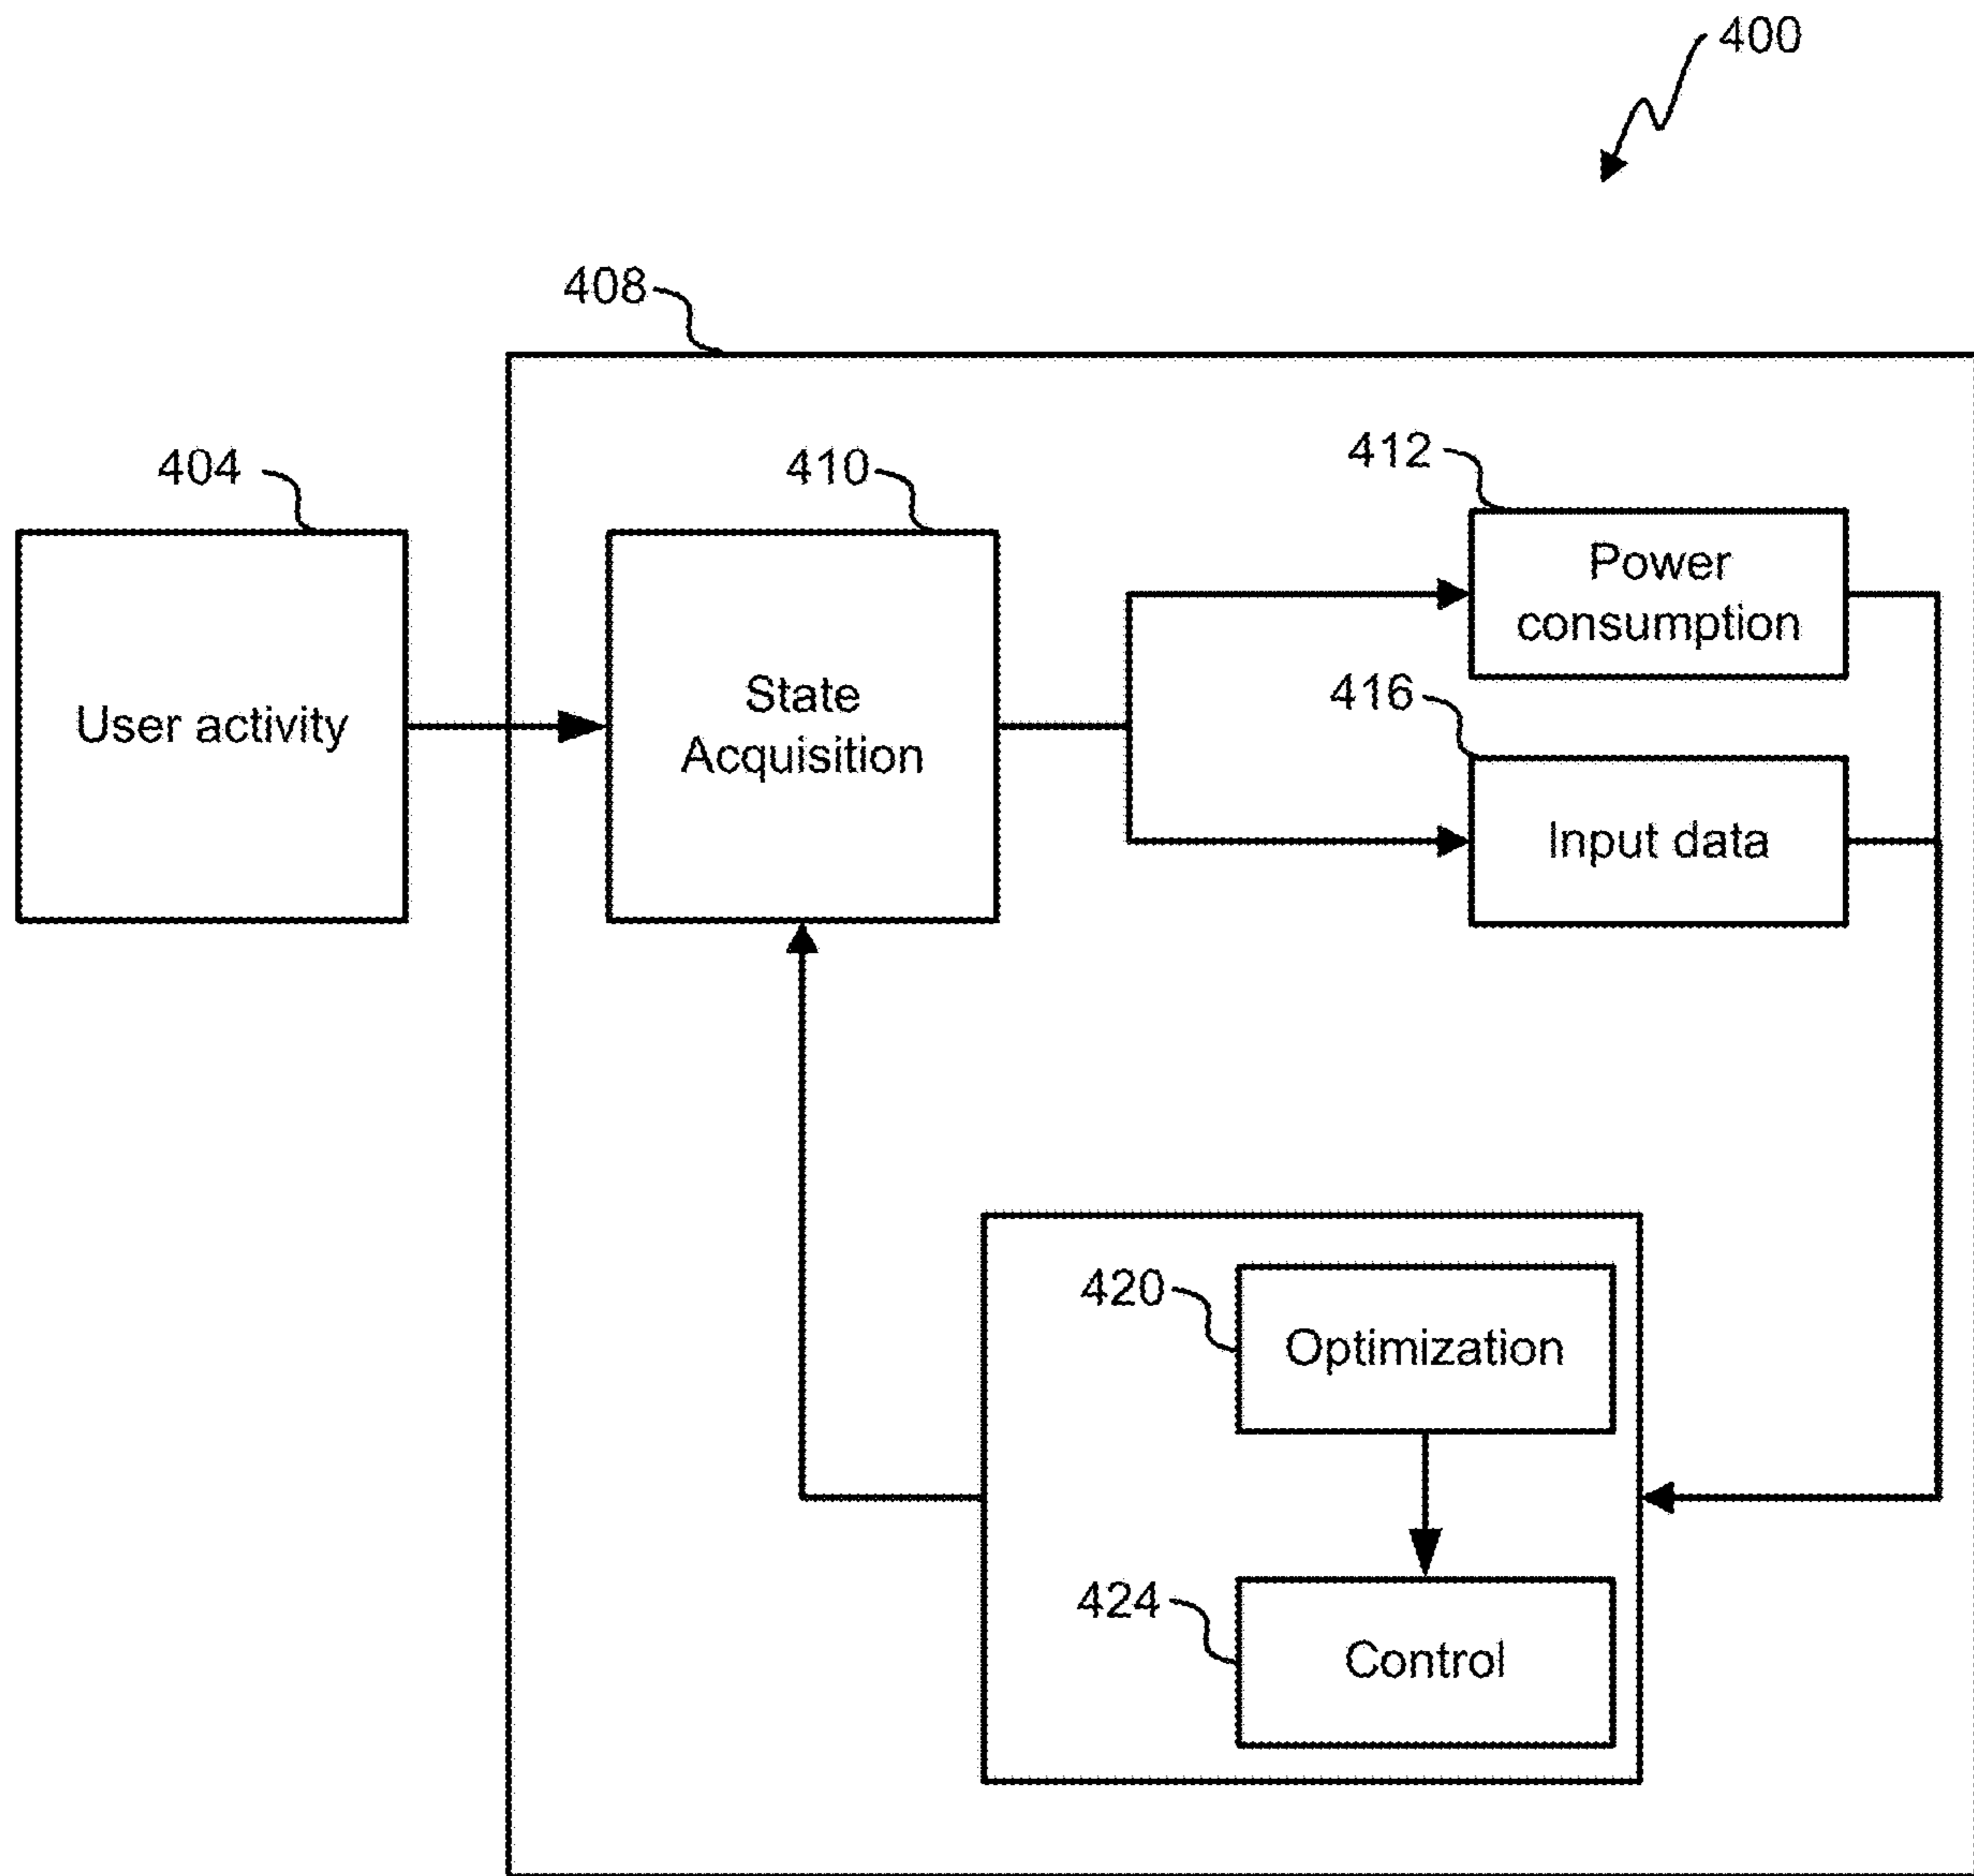 400
408
404
410
412
Power
consumption
416
User activity
State
Acquisition
Input data
420
Optimization
424
Control